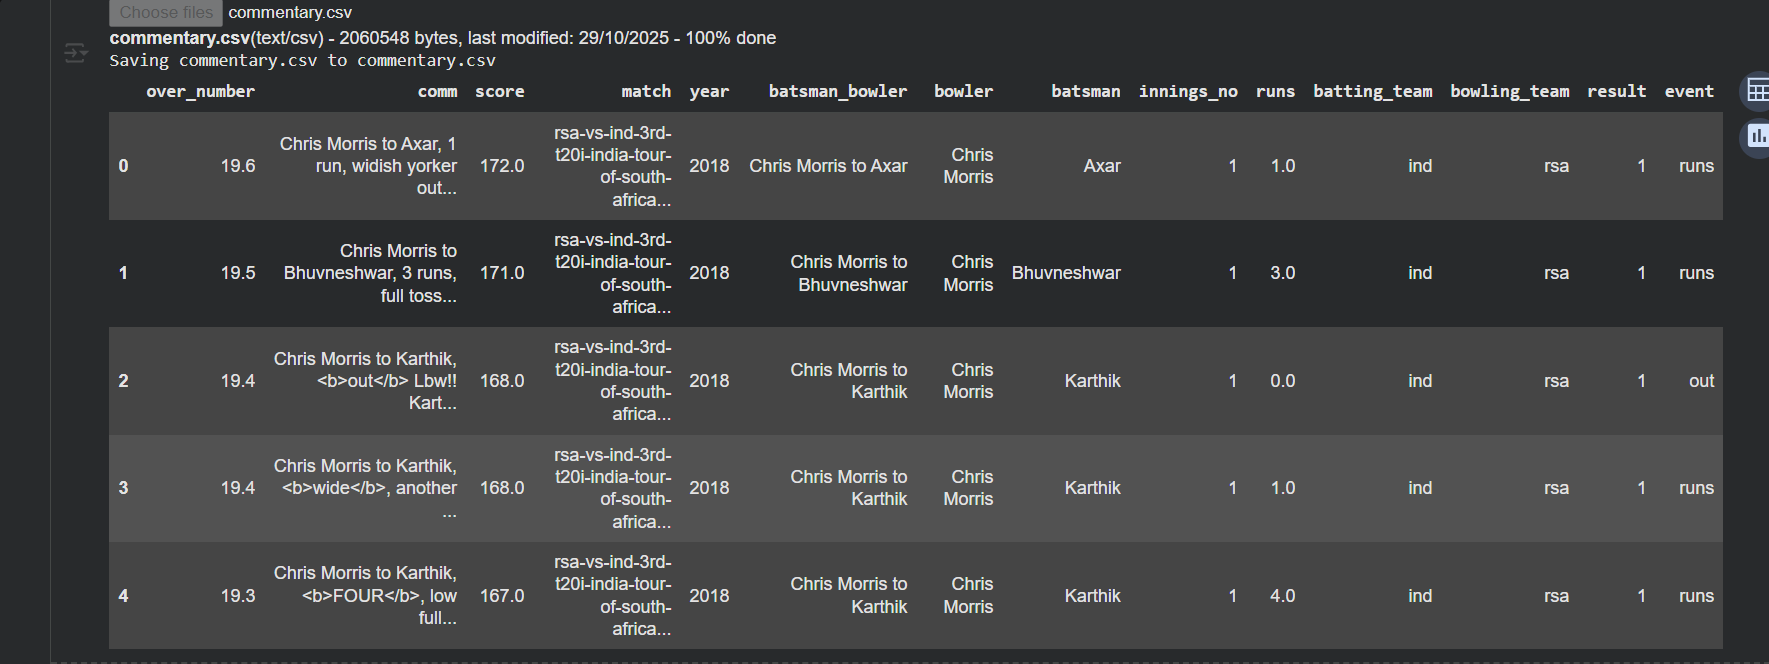 Choose files commentary.csv
commentary.csv(text/csv) - 2060548 bytes, last modified: 29/10/2025 - 100% done
Saving commentary.csv to commentary.csv
over_number comm score match year batsman_bowler bowler batsman innings_no runs batting_team bowling_team result event
0 19.6 Chris Morris to Axar, 1 run, widish yorker out... 172.0 rsa-vs-ind-3rd-t20i-india-tour-of-south-africa... 2018 Chris Morris to Axar Chris Morris Axar 1 1.0 ind rsa 1 runs
1 19.5 Chris Morris to Bhuvneshwar, 3 runs, full toss... 171.0 rsa-vs-ind-3rd-t20i-india-tour-of-south-africa... 2018 Chris Morris to Bhuvneshwar Chris Morris Bhuvneshwar 1 3.0 ind rsa 1 runs
2 19.4 Chris Morris to Karthik, <b>out</b> Lbw!! Kart... 168.0 rsa-vs-ind-3rd-t20i-india-tour-of-south-africa... 2018 Chris Morris to Karthik Chris Morris Karthik 1 0.0 ind rsa 1 out
3 19.4 Chris Morris to Karthik, <b>wide</b>, another ... 168.0 rsa-vs-ind-3rd-t20i-india-tour-of-south-africa... 2018 Chris Morris to Karthik Chris Morris Karthik 1 1.0 ind rsa 1 runs
4 19.3 Chris Morris to Karthik, <b>FOUR</b>, low full... 167.0 rsa-vs-ind-3rd-t20i-india-tour-of-south-africa... 2018 Chris Morris to Karthik Chris Morris Karthik 1 4.0 ind rsa 1 runs